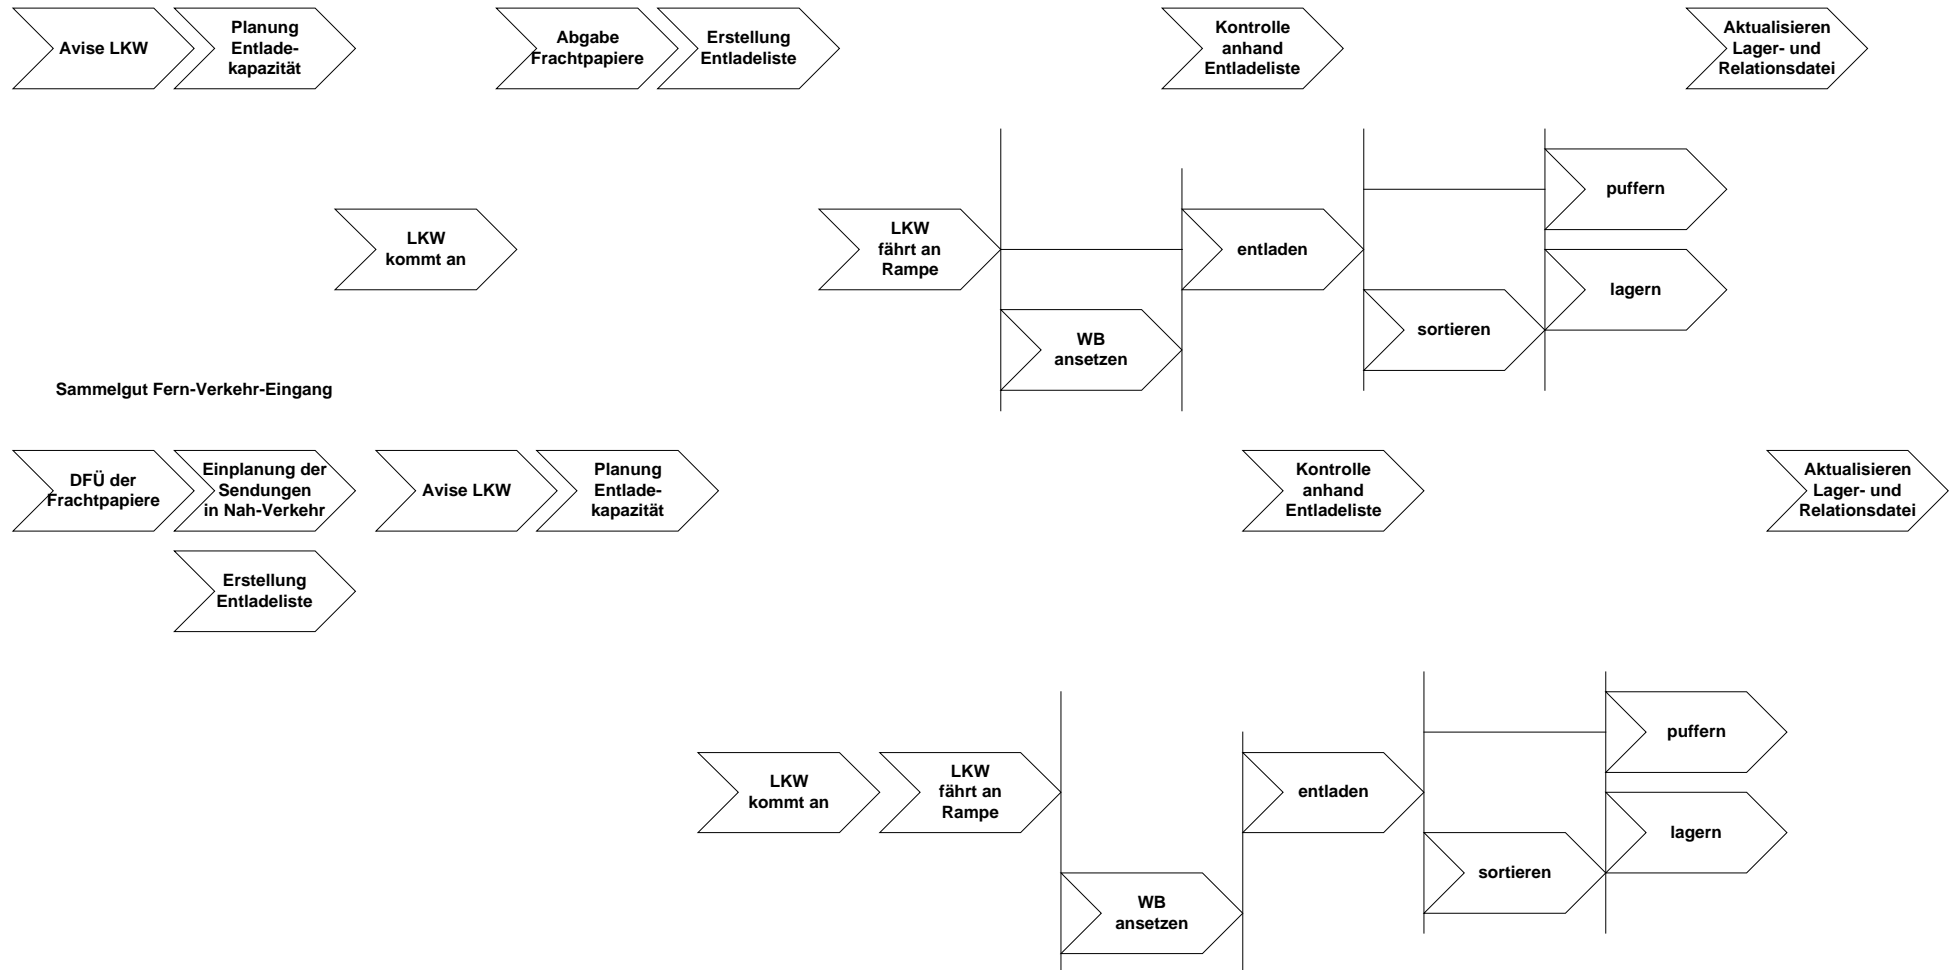 Avise LKW
Planung
Entlade-
kapazität
Abgabe
Frachtpapiere
Erstellung
Entladeliste
Kontrolle
anhand
Entladeliste
Aktualisieren
Lager- und
Relationsdatei
LKW
kommt an
LKW
fährt an
Rampe
WB
ansetzen
entladen
sortieren
puffern
lagern
Sammelgut Fern-Verkehr-Eingang
DFÜ der
Frachtpapiere
Einplanung der
Sendungen
in Nah-Verkehr
Erstellung
Entladeliste
Avise LKW
Planung
Entlade-
kapazität
Kontrolle
anhand
Entladeliste
Aktualisieren
Lager- und
Relationsdatei
LKW
kommt an
LKW
fährt an
Rampe
WB
ansetzen
entladen
sortieren
puffern
lagern